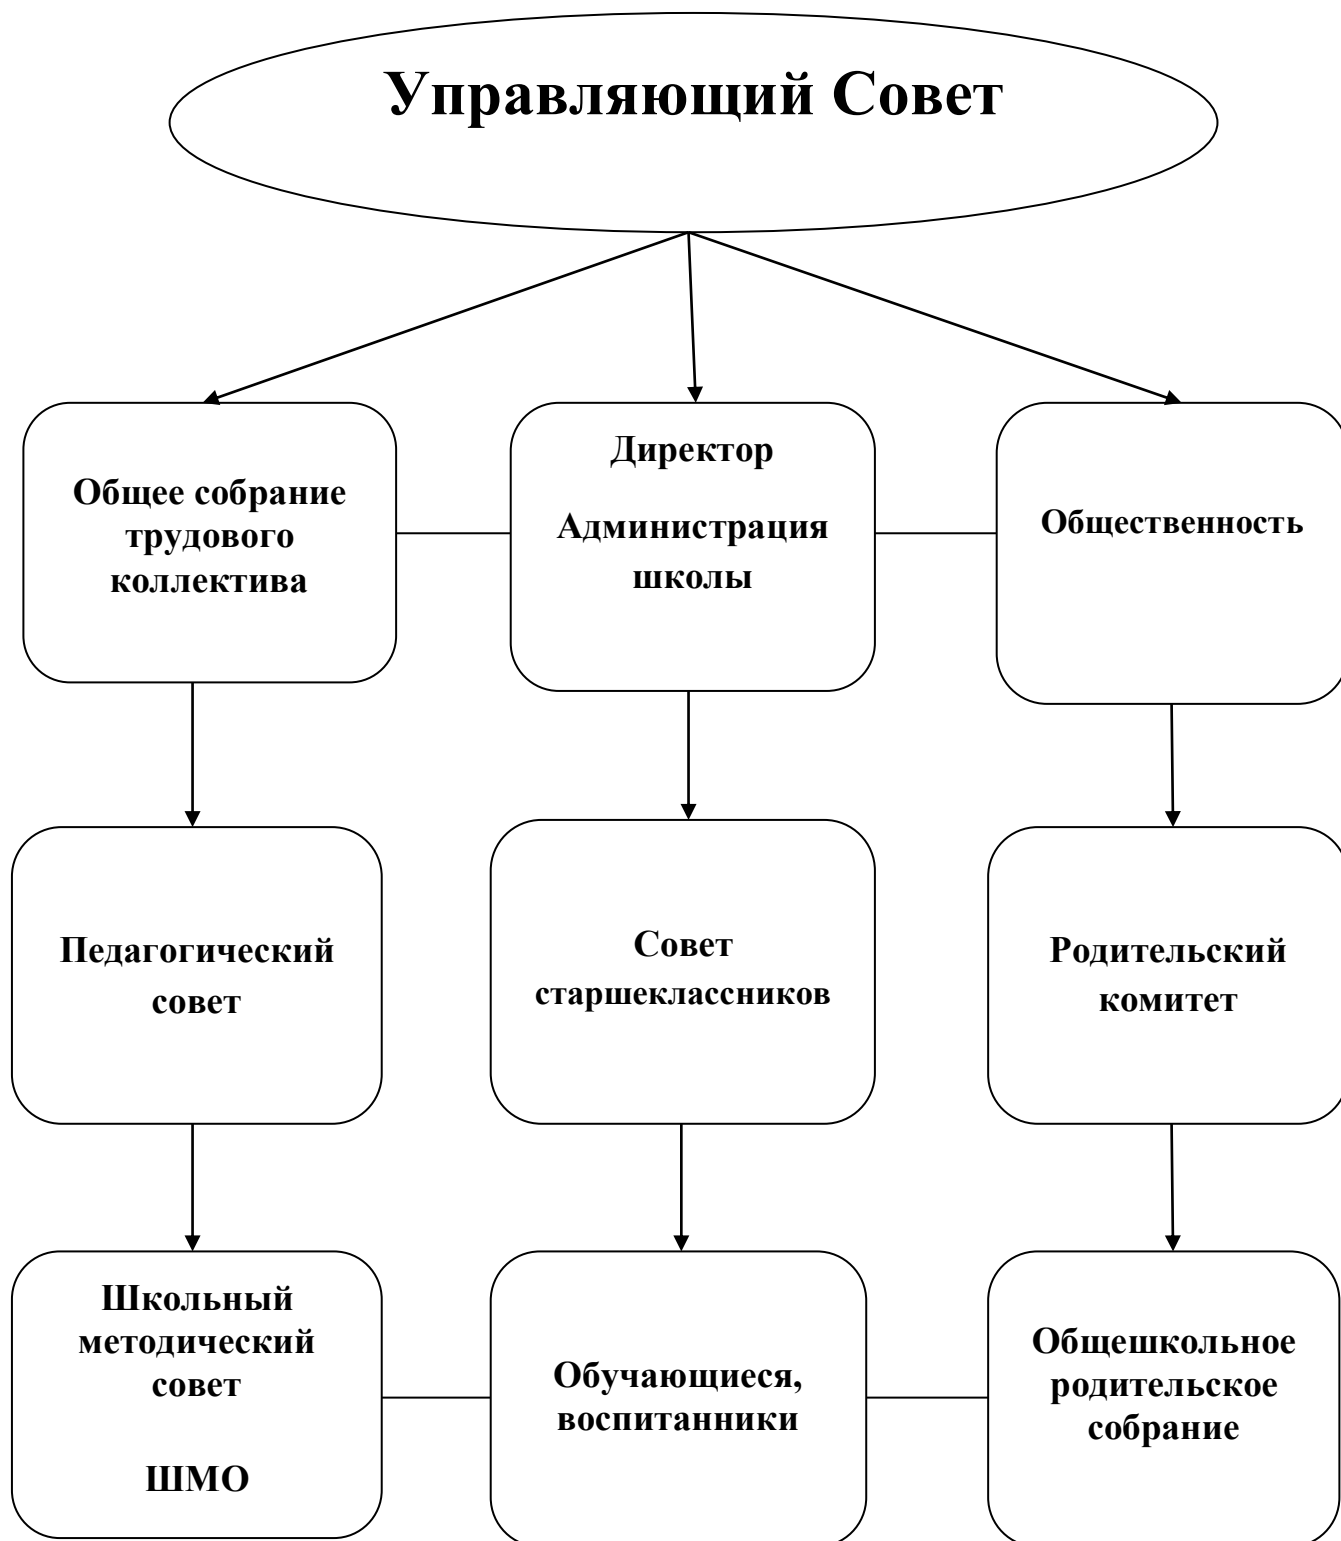 Управляющий Совет
Общее собрание
трудового
коллектива
Директор
Администрация
школы
Общественность
Педагогический
совет
Совет
старшеклассников
Родительский
комитет
Школьный
методический
совет
ШМО
Обучающиеся,
воспитанники
Общешкольное
родительское
собрание